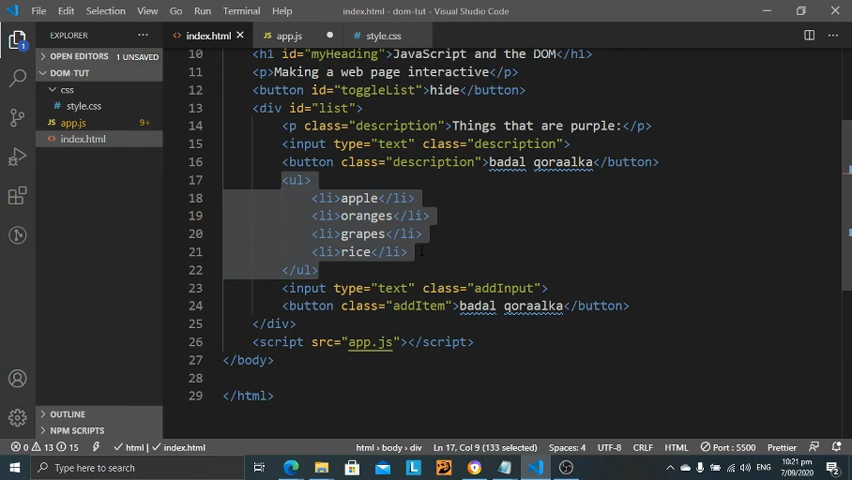 File Edit Selection View Go Run Terminal Help index.html - dom-tut - Visual Studio Code
EXPLORER
index.html app.js style.css
OPEN EDITORS 1 UNSAVED
DOM-TUT
css
style.css
app.js 9+
index.html
OUTLINE
NPM SCRIPTS
1
10 <h1 id="myHeading">JavaScript and the DOM</h1>
11 <p>Making a web page interactive</p>
12 <button id="toggleList">hide</button>
13 <div id="list">
14 <p class="description">Things that are purple:</p>
15 <input type="text" class="description">
16 <button class="description">badal qoraalka</button>
17 <ul>
18 <li>apple</li>
19 <li>oranges</li>
20 <li>grapes</li>
21 <li>rice</li>
22 </ul>
23 <input type="text" class="addInput">
24 <button class="addItem">badal qoraalka</button>
25 </div>
26 <script src="app.js"></script>
27 </body>
28
29 </html>
0 13 15 html index.html html › body › div Ln 17, Col 9 (133 selected) Spaces: 4 UTF-8 CRLF HTML Port : 5500 Prettier
Type here to search
L
ENG
10:21 pm
7/09/2020
2